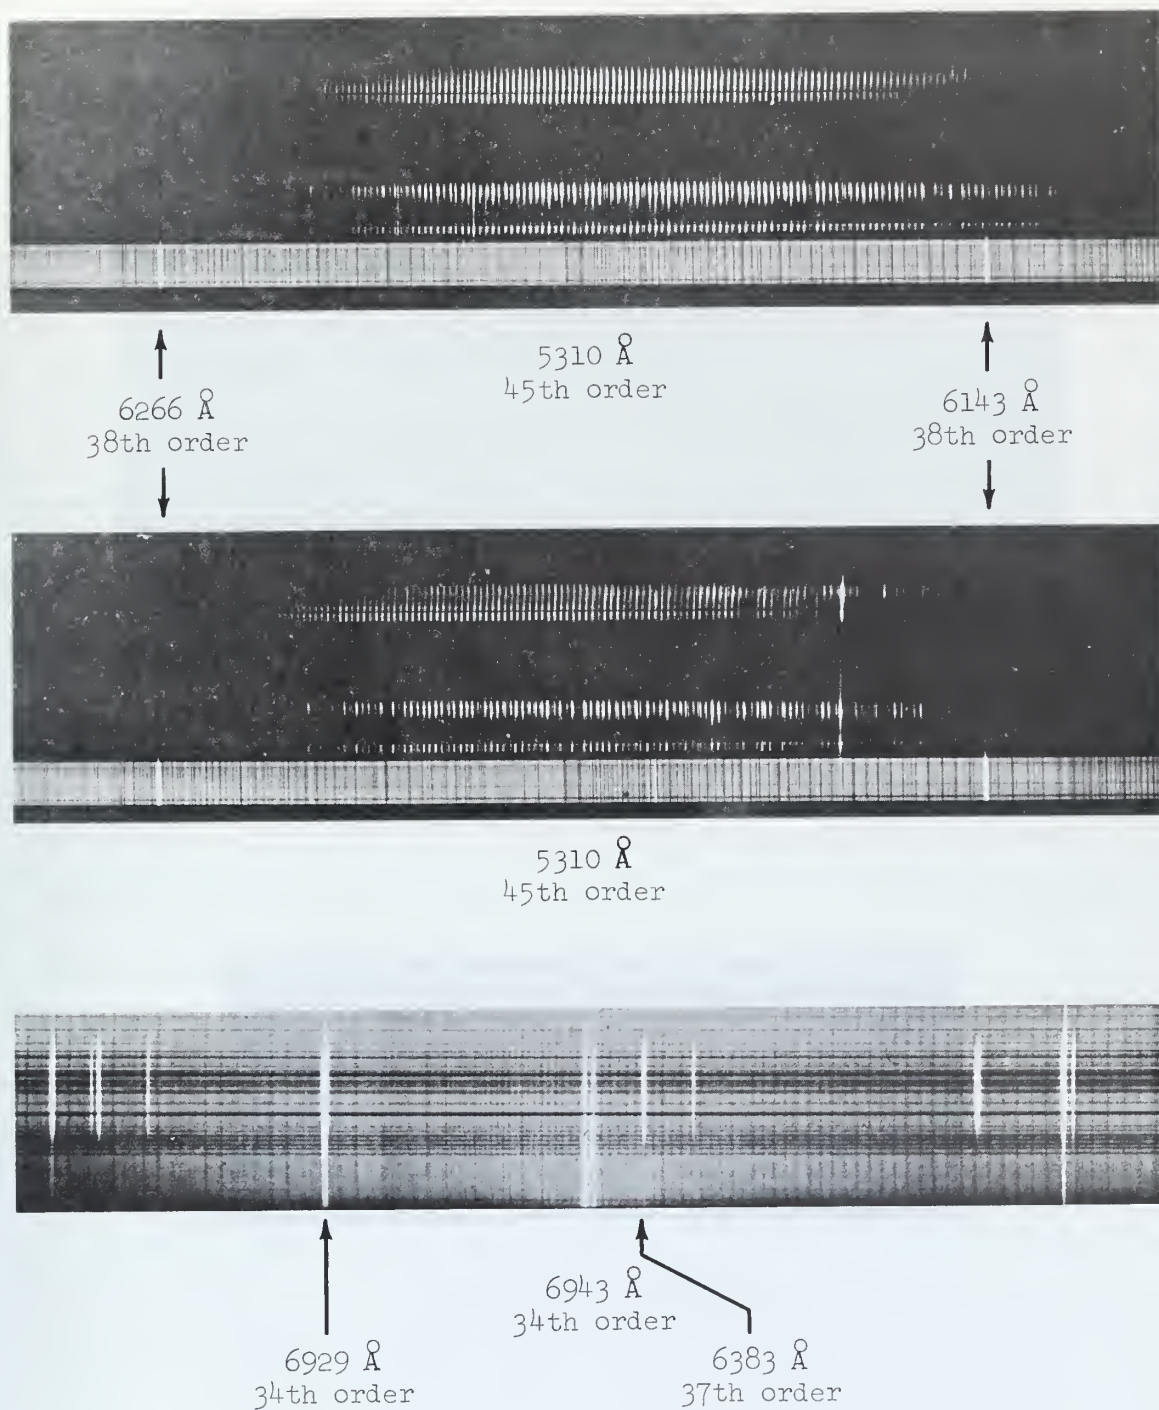 5310 Å
45th order
6266 Å
38th order
6143 Å
38th order
5310 Å
45th order
6943 Å
34th order
6929 Å
34th order
6383 Å
37th order